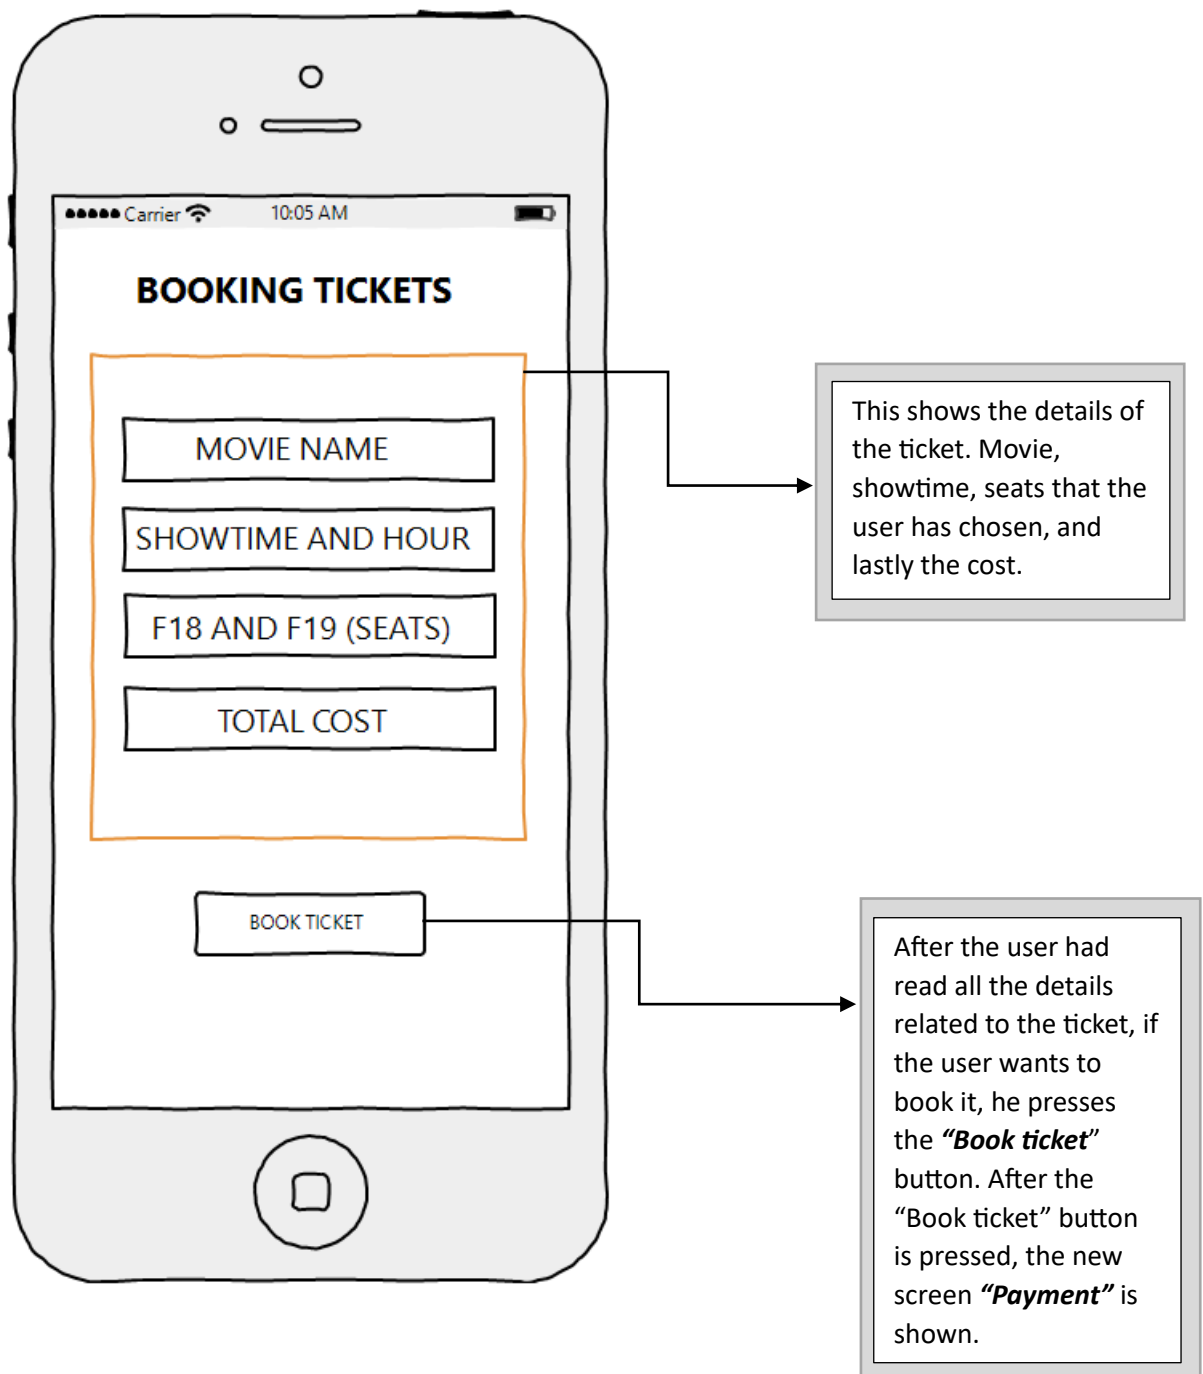 Carrier 10:05 AM
BOOKING TICKETS
MOVIE NAME
SHOWTIME AND HOUR
F18 AND F19 (SEATS)
TOTAL COST
BOOK TICKET
This shows the details of
the ticket. Movie,
showtime, seats that the
user has chosen, and
lastly the cost.
After the user had
read all the details
related to the ticket, if
the user wants to
book it, he presses
the “Book ticket”
button. After the
“Book ticket” button
is pressed, the new
screen “Payment” is
shown.